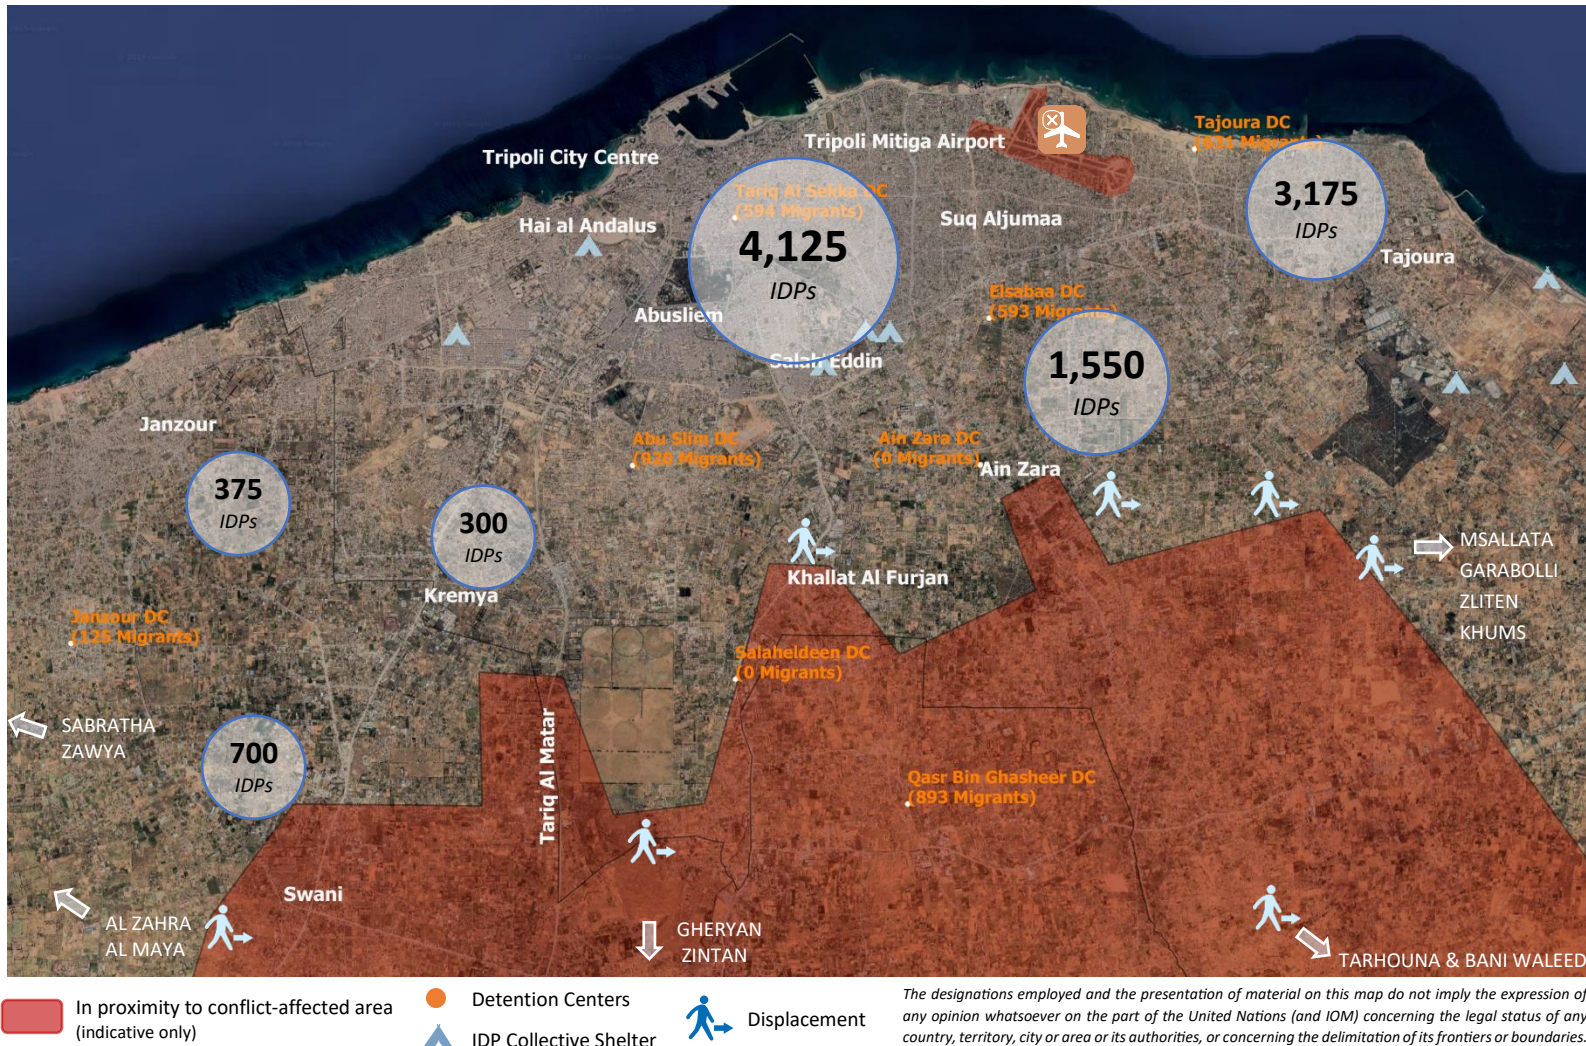 Tripoli City Centre
Tripoli Mitiga Airport
Tajoura DC
Migrants)
Tariq Al Sekka DC
(594 Migrants)
4,125
IDPs
3,175
IDPs
Hai al Andalus
Suq Aljumaa
Tajoura
Elsabaa DC
(593 Migrants)
Abusliem
Salah Eddin
1,550
IDPs
Janzour
Abu Slim DC
Migrants)
Ain Zara DC
(0 Migrants)
Ain Zara
375
IDPs
300
IDPs
Kremya
Khallat Al Furjan
MSALLATA
GARABOLLI
ZLITEN
KHUMS
Janzour DC
(125 Migrants)
Salaheldeen DC
(0 Migrants)
SABRATHA
ZAWYA
700
IDPs
Tariq Al Matar
Qasr Bin Ghasheer DC
(893 Migrants)
Swani
AL ZAHRA
AL MAYA
GHERYAN
ZINTAN
TARHOUNA & BANI WALEED
In proximity to conflict-affected area
(indicative only)
Detention Centers
IDP Collective Shelter
Displacement
The designations employed and the presentation of material on this map do not imply the expression of
any opinion whatsoever on the part of the United Nations (and IOM) concerning the legal status of any
country, territory, city or area or its authorities, or concerning the delimitation of its frontiers or boundaries.